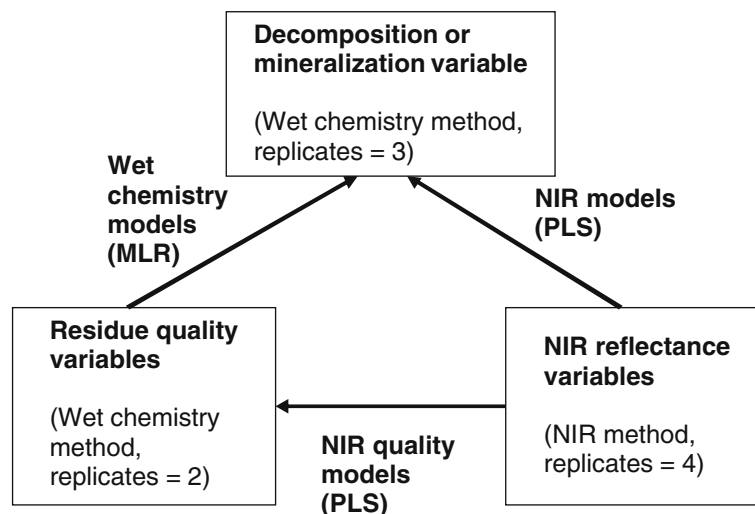 Decomposition or
mineralization variable
(Wet chemistry method,
replicates = 3)
Wet
chemistry
models
(MLR)
NIR models
(PLS)
Residue quality
variables
(Wet chemistry
method,
replicates = 2)
NIR quality
models
(PLS)
NIR reflectance
variables
(NIR method,
replicates = 4)